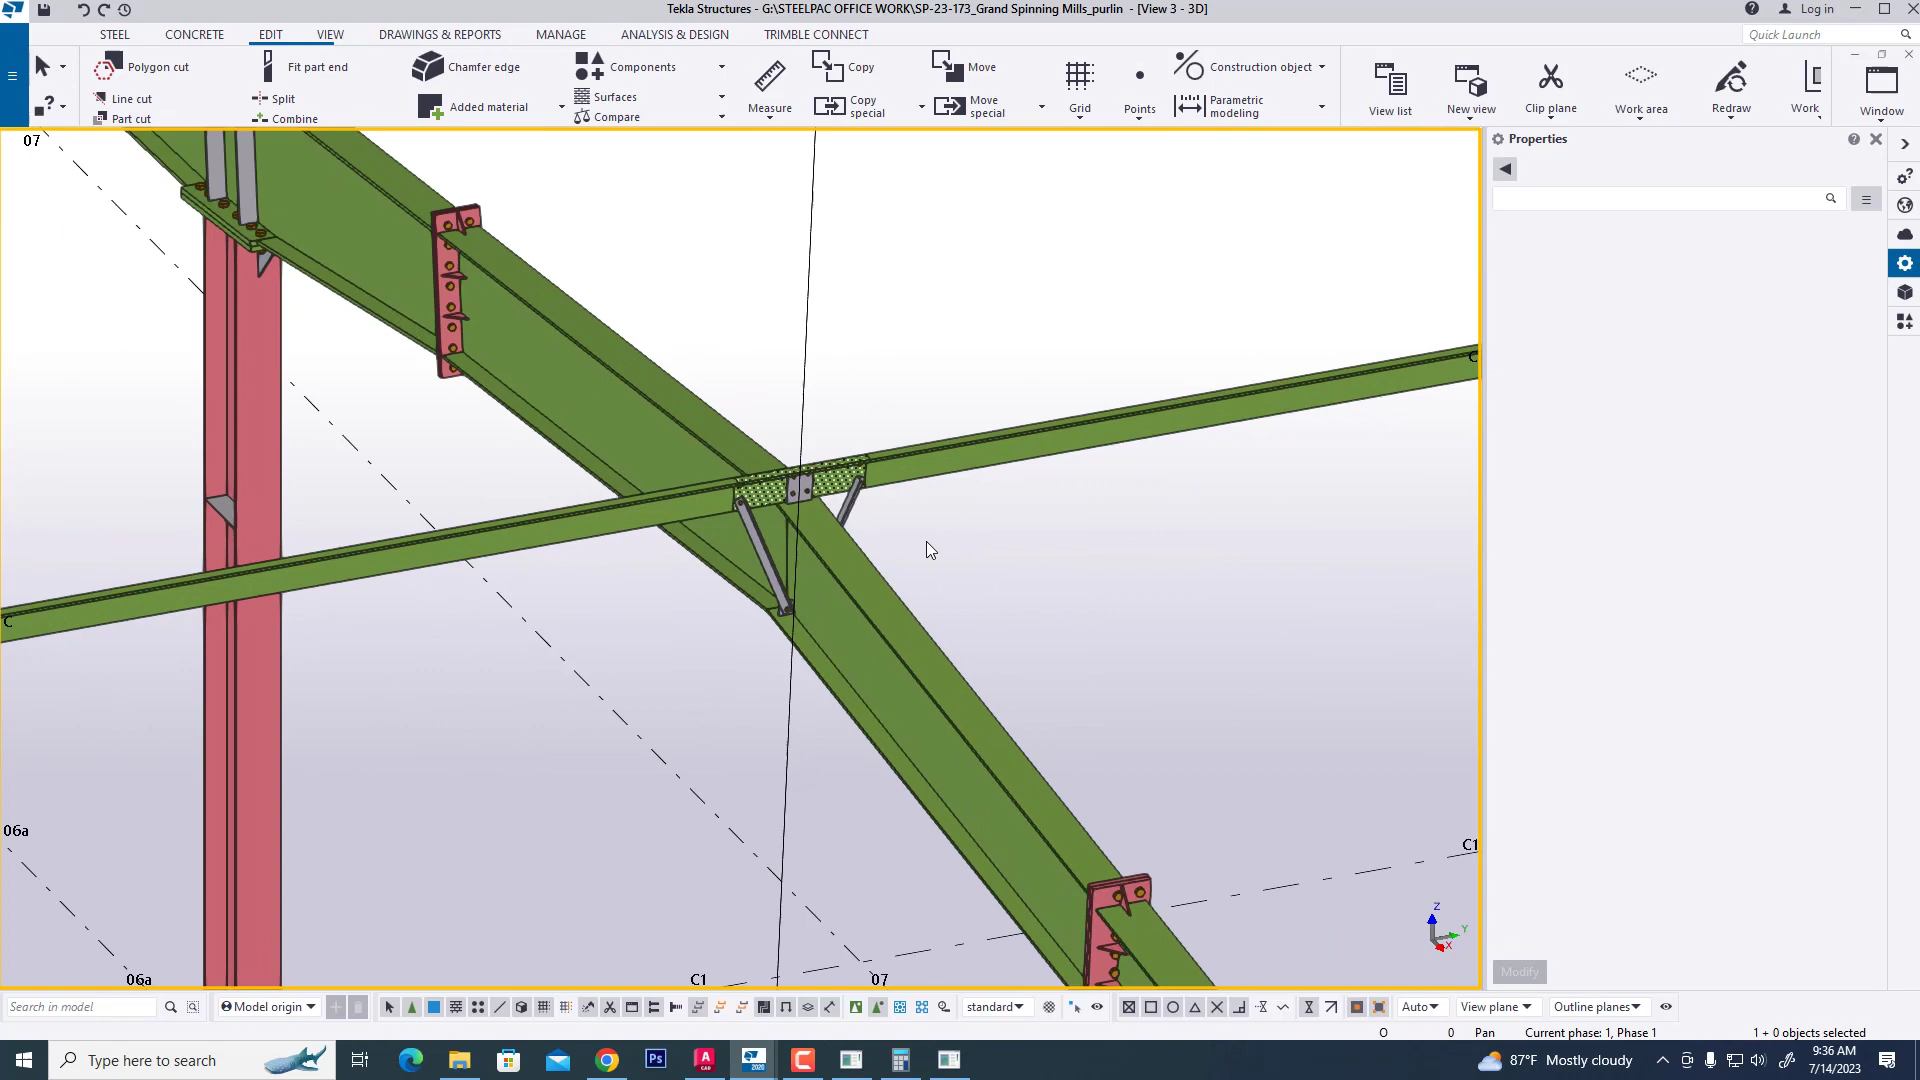 Tekla Structures - G:\STEELPAC OFFICE WORK\SP-23-173_Grand Spinning Mills_purlin - [View 3 - 3D]
Log in
STEEL CONCRETE EDIT VIEW DRAWINGS & REPORTS MANAGE ANALYSIS & DESIGN TRIMBLE CONNECT
Quick Launch
Polygon cut
Fit part end
Chamfer edge
Components
Copy
Move
Construction object
Line cut
Split
Added material
Surfaces
Measure
Copy special
Move special
Grid
Points
Parametric modeling
View list
New view
Clip plane
Work area
Redraw
Work
Window
Part cut
Combine
Compare
07
Properties
C
C
06a
C1
06a
C1
07
Z
Y
X
Modify
Search in model
Model origin
standard
Auto
View plane
Outline planes
O 0 Pan Current phase: 1, Phase 1 1 + 0 objects selected
Type here to search
Ps
A
CAD
2020
C
87°F Mostly cloudy
9:36 AM
7/14/2023